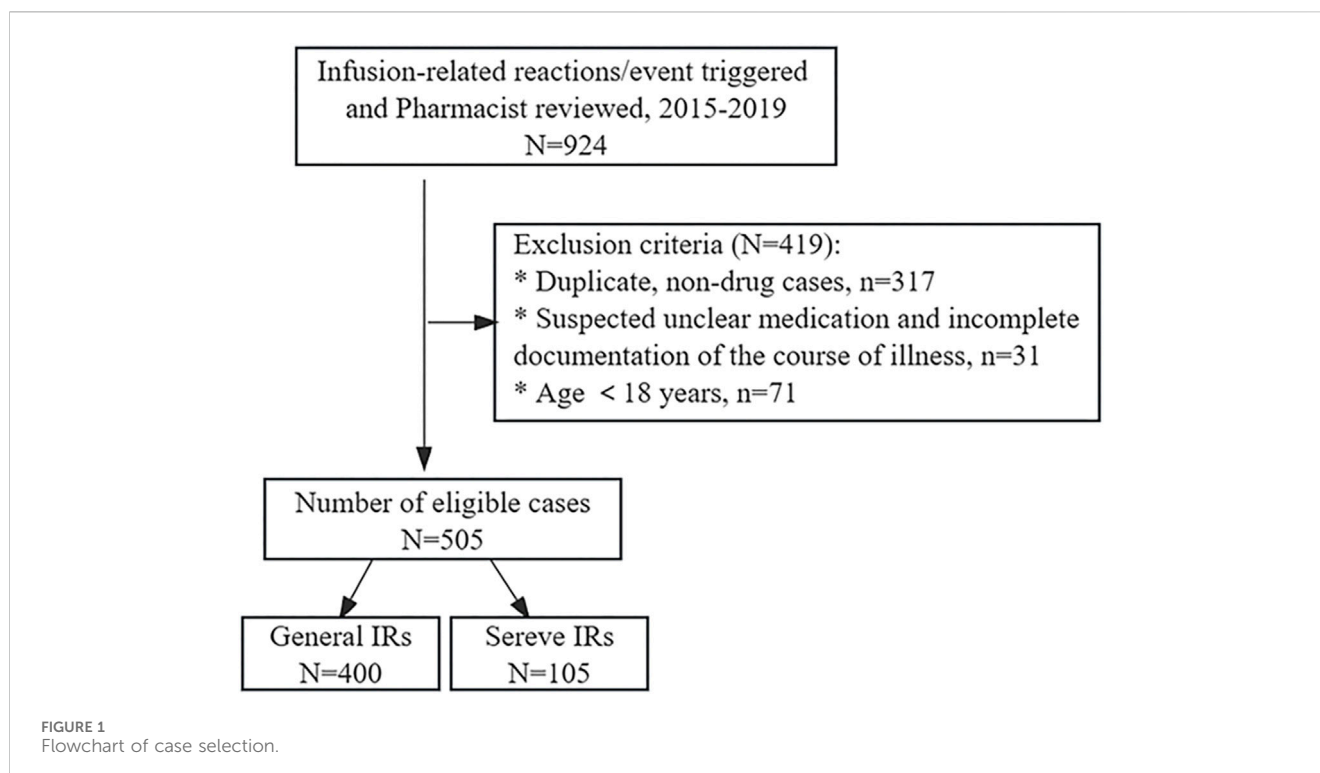 Infusion-related reactions/event triggered
and Pharmacist reviewed, 2015-2019
N=924
Exclusion criteria (N=419):
* Duplicate, non-drug cases, n=317
* Suspected unclear medication and incomplete
documentation of the course of illness, n=31
* Age < 18 years, n=71
Number of eligible cases
N=505
General IRs
N=400
Sereve IRs
N=105
FIGURE 1
Flowchart of case selection.